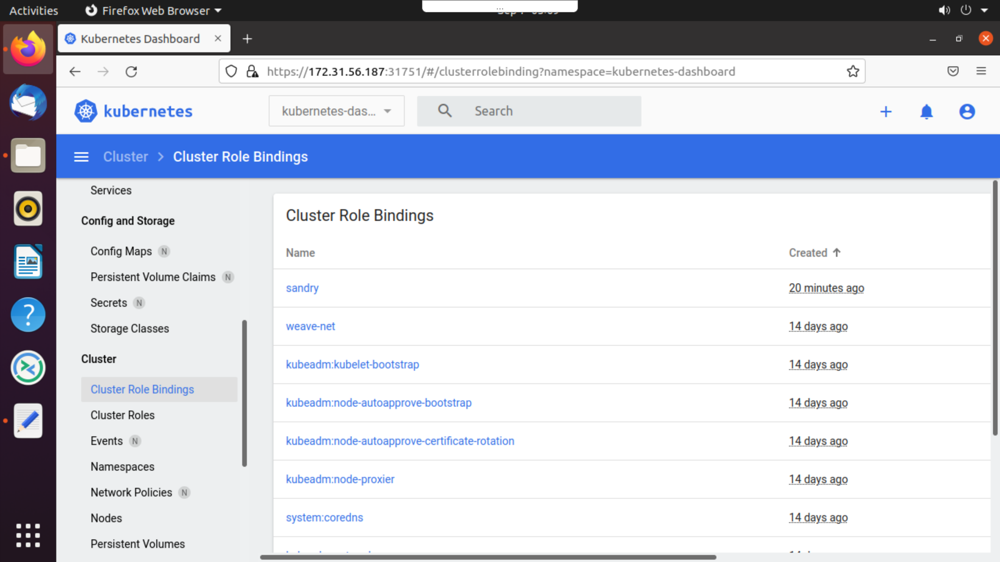 Activities
Firefox Web Browser
...
Kubernetes Dashboard
https://172.31.56.187:31751/#/clusterrolebinding?namespace=kubernetes-dashboard
kubernetes
kubernetes-das...
Search
Cluster > Cluster Role Bindings
Services
Config and Storage
Config Maps N
Persistent Volume Claims N
Secrets N
Storage Classes
Cluster
Cluster Role Bindings
Cluster Roles
Events N
Namespaces
Network Policies N
Nodes
Persistent Volumes
Cluster Role Bindings
Name Created
sandry 20 minutes ago
weave-net 14 days ago
kubeadm:kubelet-bootstrap 14 days ago
kubeadm:node-autoapprove-bootstrap 14 days ago
kubeadm:node-autoapprove-certificate-rotation 14 days ago
kubeadm:node-proxier 14 days ago
system:coredns 14 days ago